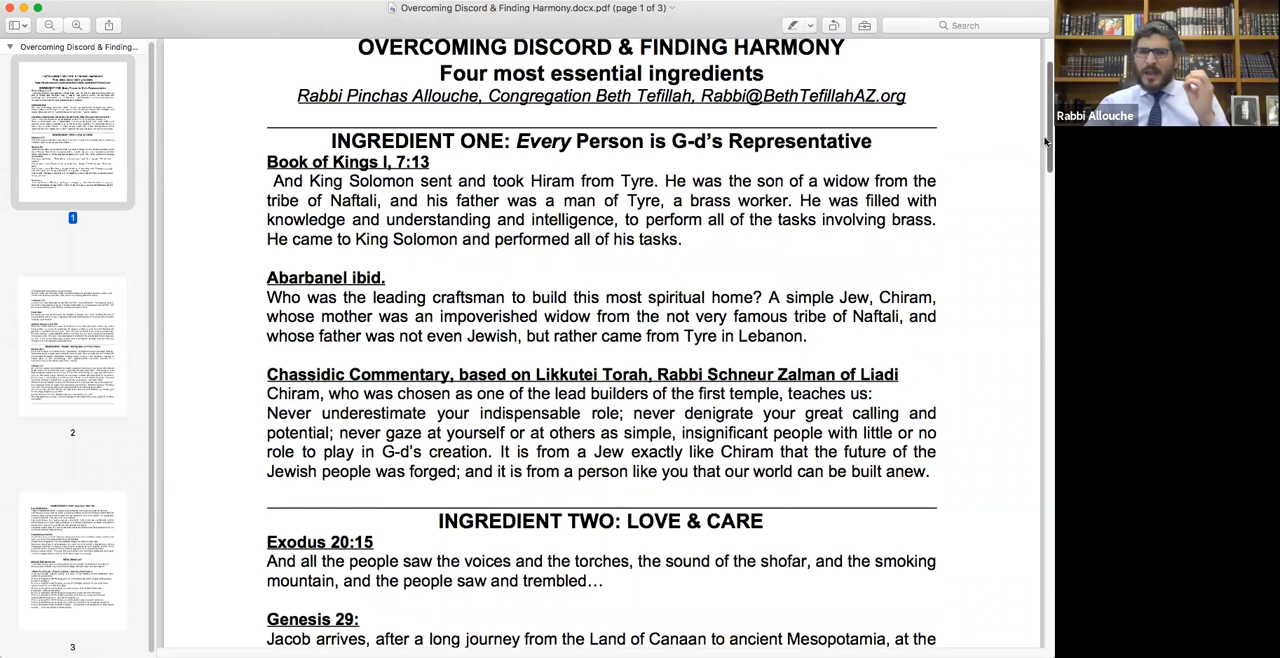 Overcoming Discord & Finding Harmony.docx.pdf (page 1 of 3)
Search
Overcoming Discord & Finding...
1
2
3
OVERCOMING DISCORD & FINDING HARMONY
Four most essential ingredients
Rabbi Pinchas Allouche, Congregation Beth Tefillah, Rabbi@BethTefillahAZ.org
INGREDIENT ONE: Every Person is G-d's Representative
Book of Kings I, 7:13
And King Solomon sent and took Hiram from Tyre. He was the son of a widow from the
tribe of Naftali, and his father was a man of Tyre, a brass worker. He was filled with
knowledge and understanding and intelligence, to perform all of the tasks involving brass.
He came to King Solomon and performed all of his tasks.
Abarbanel ibid.
Who was the leading craftsman to build this most spiritual home? A simple Jew, Chiram,
whose mother was an impoverished widow from the not very famous tribe of Naftali, and
whose father was not even Jewish, but rather came from Tyre in Lebanon.
Chassidic Commentary, based on Likkutei Torah, Rabbi Schneur Zalman of Liadi
Chiram, who was chosen as one of the lead builders of the first temple, teaches us:
Never underestimate your indispensable role; never denigrate your great calling and
potential; never gaze at yourself or at others as simple, insignificant people with little or no
role to play in G-d's creation. It is from a Jew exactly like Chiram that the future of the
Jewish people was forged; and it is from a person like you that our world can be built anew.
INGREDIENT TWO: LOVE & CARE
Exodus 20:15
And all the people saw the voices and the torches, the sound of the shofar, and the smoking
mountain, and the people saw and trembled…
Genesis 29:
Jacob arrives, after a long journey from the Land of Canaan to ancient Mesopotamia, at the
Rabbi Allouche